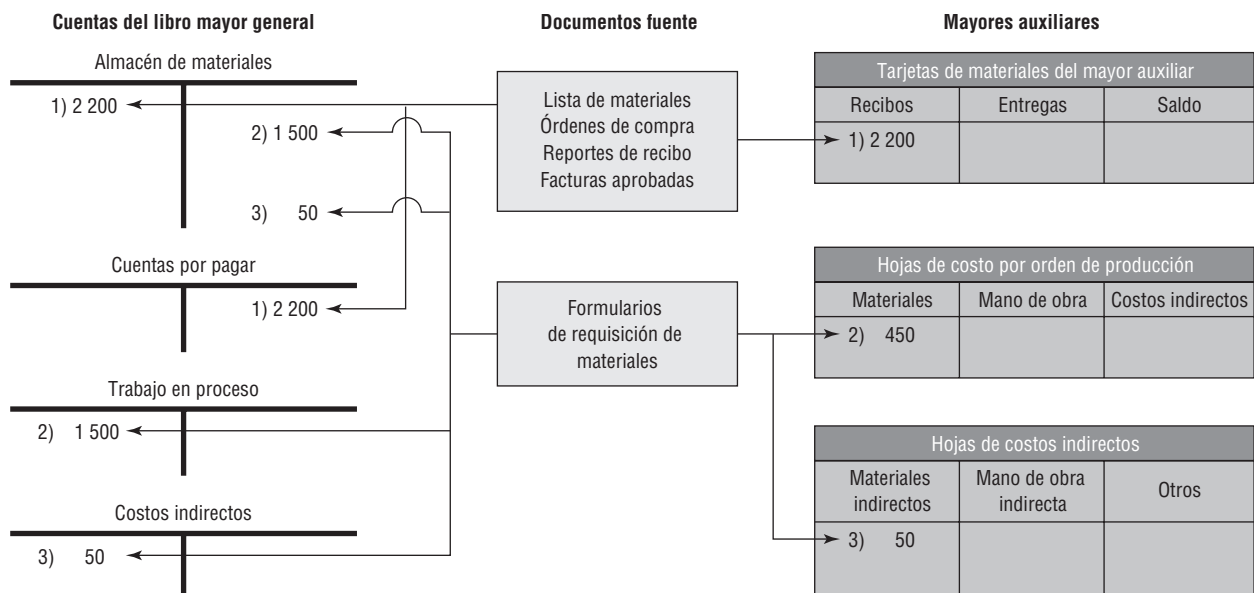 Cuentas del libro mayor general
Almacén de materiales
1) 2 200
2) 1 500
3) 50
Cuentas por pagar
1) 2 200
Trabajo en proceso
2) 1 500
Costos indirectos
3) 50
Documentos fuente
Lista de materiales
Órdenes de compra
Reportes de recibo
Facturas aprobadas
Formularios
de requisición de
materiales
Mayores auxiliares
Tarjetas de materiales del mayor auxiliar
Recibos Entregas Saldo
1) 2 200
Hojas de costo por orden de producción
Materiales Mano de obra Costos indirectos
2) 450
Hojas de costos indirectos
Materiales Mano de obra Otros
indirectos indirecta
3) 50